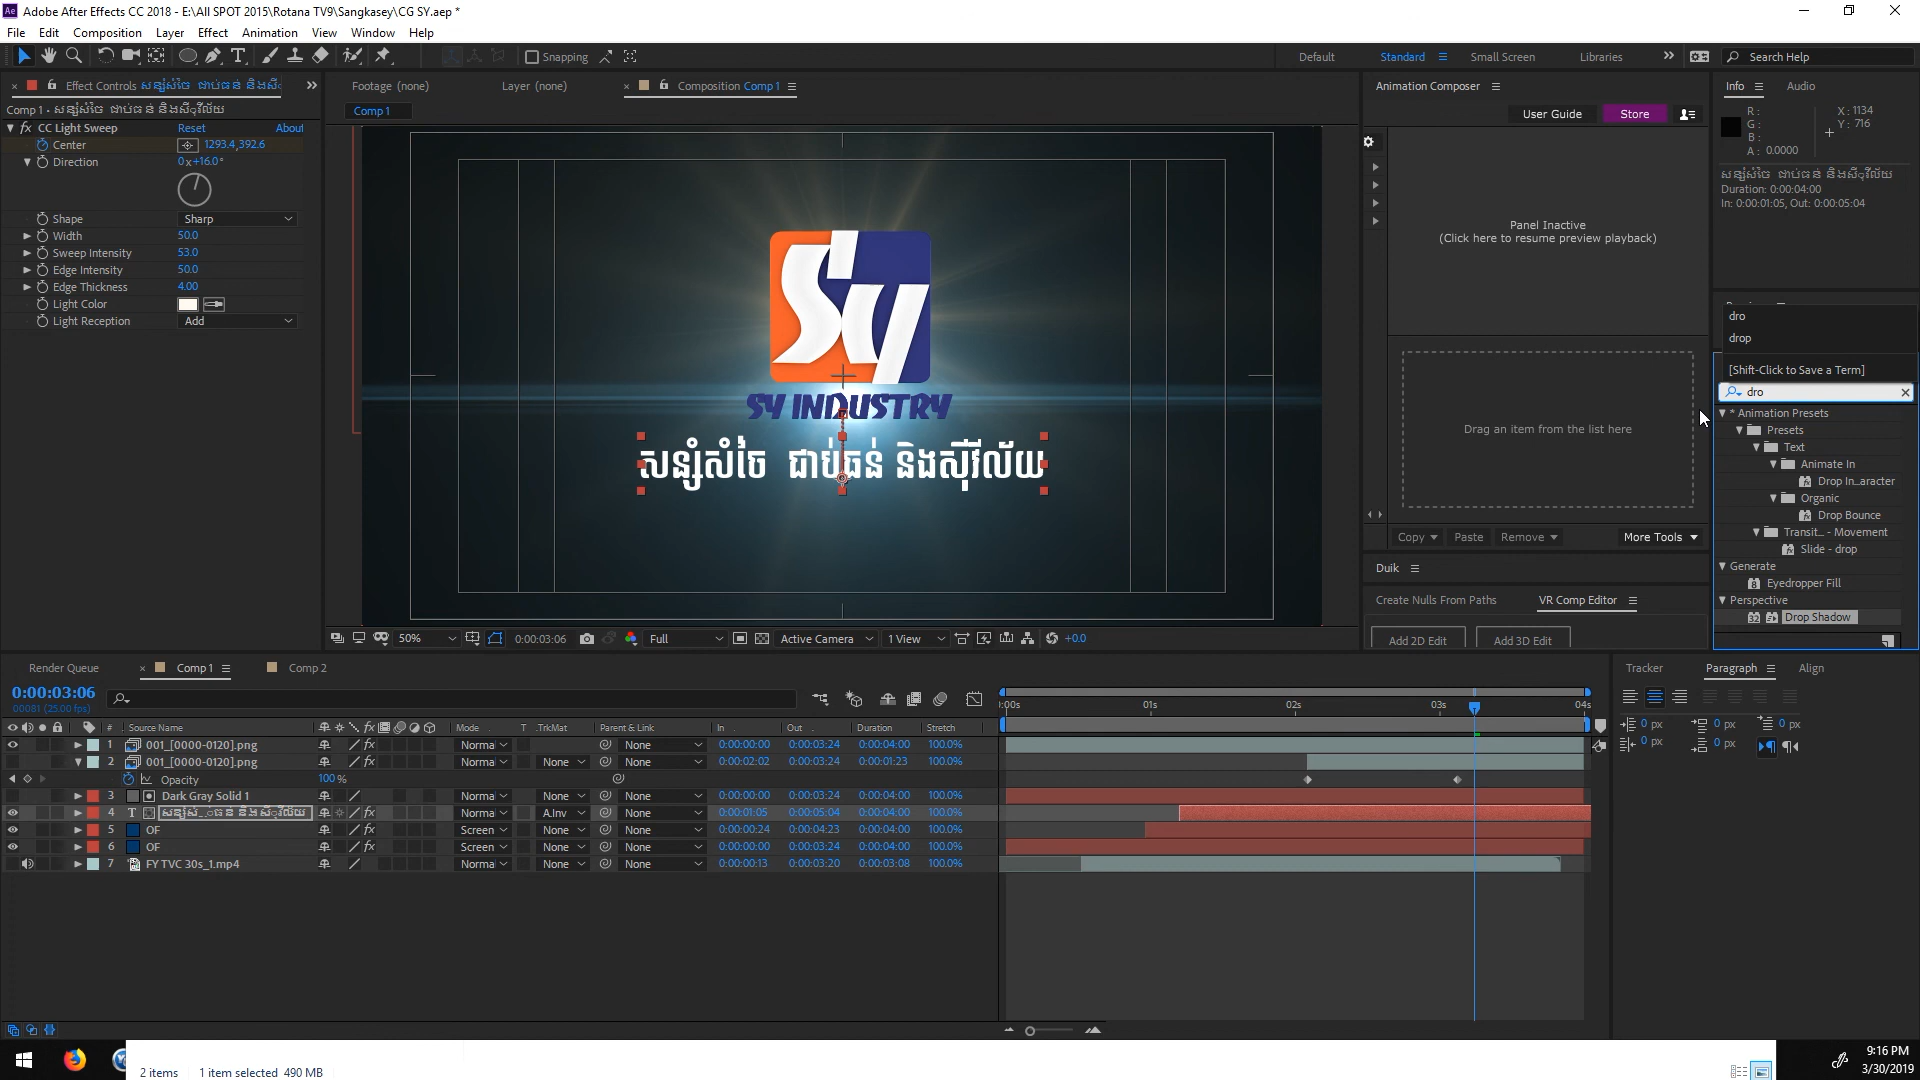 Adobe After Effects CC 2018 - E:\All SPOT 2015\Rotana TV9\Sangkasey\CG SY.aep *
File Edit Composition Layer Effect Animation View Window Help
Snapping
Default Standard Small Screen Libraries Search Help
Effect Controls
Comp 1 •
CC Light Sweep Reset About
Center 1293.4,392.6
Direction 0x+16.0°
Shape Sharp
Width 50.0
Sweep Intensity 53.0
Edge Intensity 50.0
Edge Thickness 4.00
Light Color
Light Reception Add
Footage (none) Layer (none) Composition Comp 1
Comp 1
Sy
SY INDUSTRY
សន្សំសំចៃ ជាប់ធន់ និងស៊ីវីល័យ
50% 0:00:03:06 Full Active Camera 1 View +0.0
Animation Composer
User Guide Store
Panel Inactive
(Click here to resume preview playback)
Drag an item from the list here
Copy Paste Remove More Tools
Duik
Create Nulls From Paths VR Comp Editor
Add 2D Edit Add 3D Edit
Info Audio
R :
G :
B :
A : 0.0000
X : 1134
Y : 716
Duration: 0:00:04:00
In: 0:00:01:05, Out: 0:00:05:04
dro
drop
[Shift-Click to Save a Term]
dro
* Animation Presets
Presets
Text
Animate In
Drop In...aracter
Organic
Drop Bounce
Transit... - Movement
Slide - drop
Generate
Eyedropper Fill
Perspective
Drop Shadow
Render Queue Comp 1 Comp 2
0:00:03:06
00081 (25.00 fps)
# Source Name Mode T .TrkMat Parent & Link In Out Duration Stretch
1 001_[0000-0120].png Norma None 0:00:00:00 0:00:03:24 0:00:04:00 100.0%
2 001_[0000-0120].png Norma None None 0:00:02:02 0:00:03:24 0:00:01:23 100.0%
Opacity 100 %
3 Dark Gray Solid 1 Norma None None 0:00:00:00 0:00:03:24 0:00:04:00 100.0%
4 T Norma A.Inv None 0:00:01:05 0:00:05:04 0:00:04:00 100.0%
5 OF Screen None None 0:00:00:24 0:00:04:23 0:00:04:00 100.0%
6 OF Screen None None 0:00:00:00 0:00:03:24 0:00:04:00 100.0%
7 FY TVC 30s_1.mp4 Norma None None 0:00:00:13 0:00:03:20 0:00:03:08 100.0%
:00s 01s 02s 03s 04s
Tracker Paragraph Align
0 px 0 px 0 px
0 px 0 px
2 items 1 item selected 490 MB
9:16 PM
3/30/2019